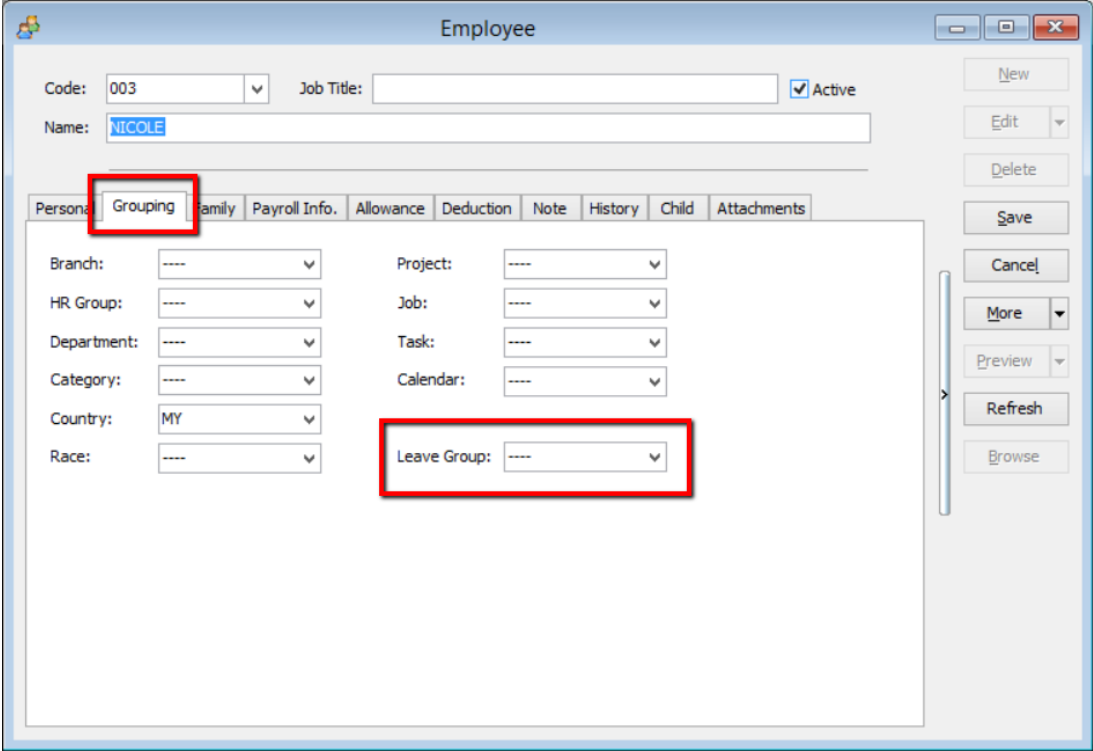 Employee
Code: 003 Job Title: Active
Name: NICOLE
Personal Grouping Family Payroll Info. Allowance Deduction Note History Child Attachments
Branch: ---- Project: ----
HR Group: ---- Job: ----
Department: ---- Task: ----
Category: ---- Calendar: ----
Country: MY
Race: ---- Leave Group: ----
New
Edit
Delete
Save
Cancel
More
Preview
Refresh
Browse